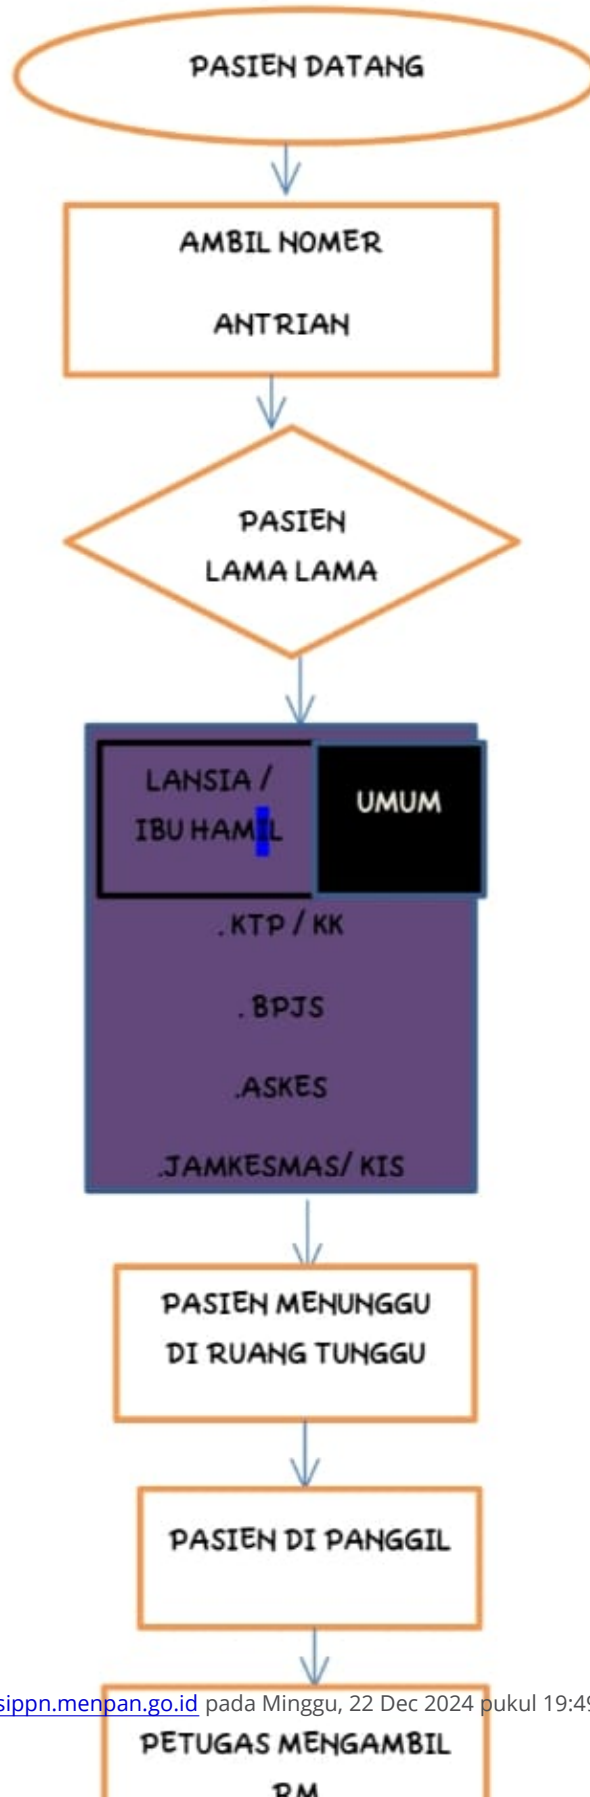 PASIEN DATANG
AMBIL NOMER
ANTRIAN
PASIEN
LAMA LAMA
LANSIA /
IBU HAMIL
UMUM
. KTP / KK
. BPJS
.ASKES
.JAMKESMAS/ KIS
PASIEN MENUNGGU
DI RUANG TUNGGU
PASIEN DI PANGGIL
sippn.menpan.go.id pada Minggu, 22 Dec 2024 pukul 19:49
PETUGAS MENGAMBIL
RM